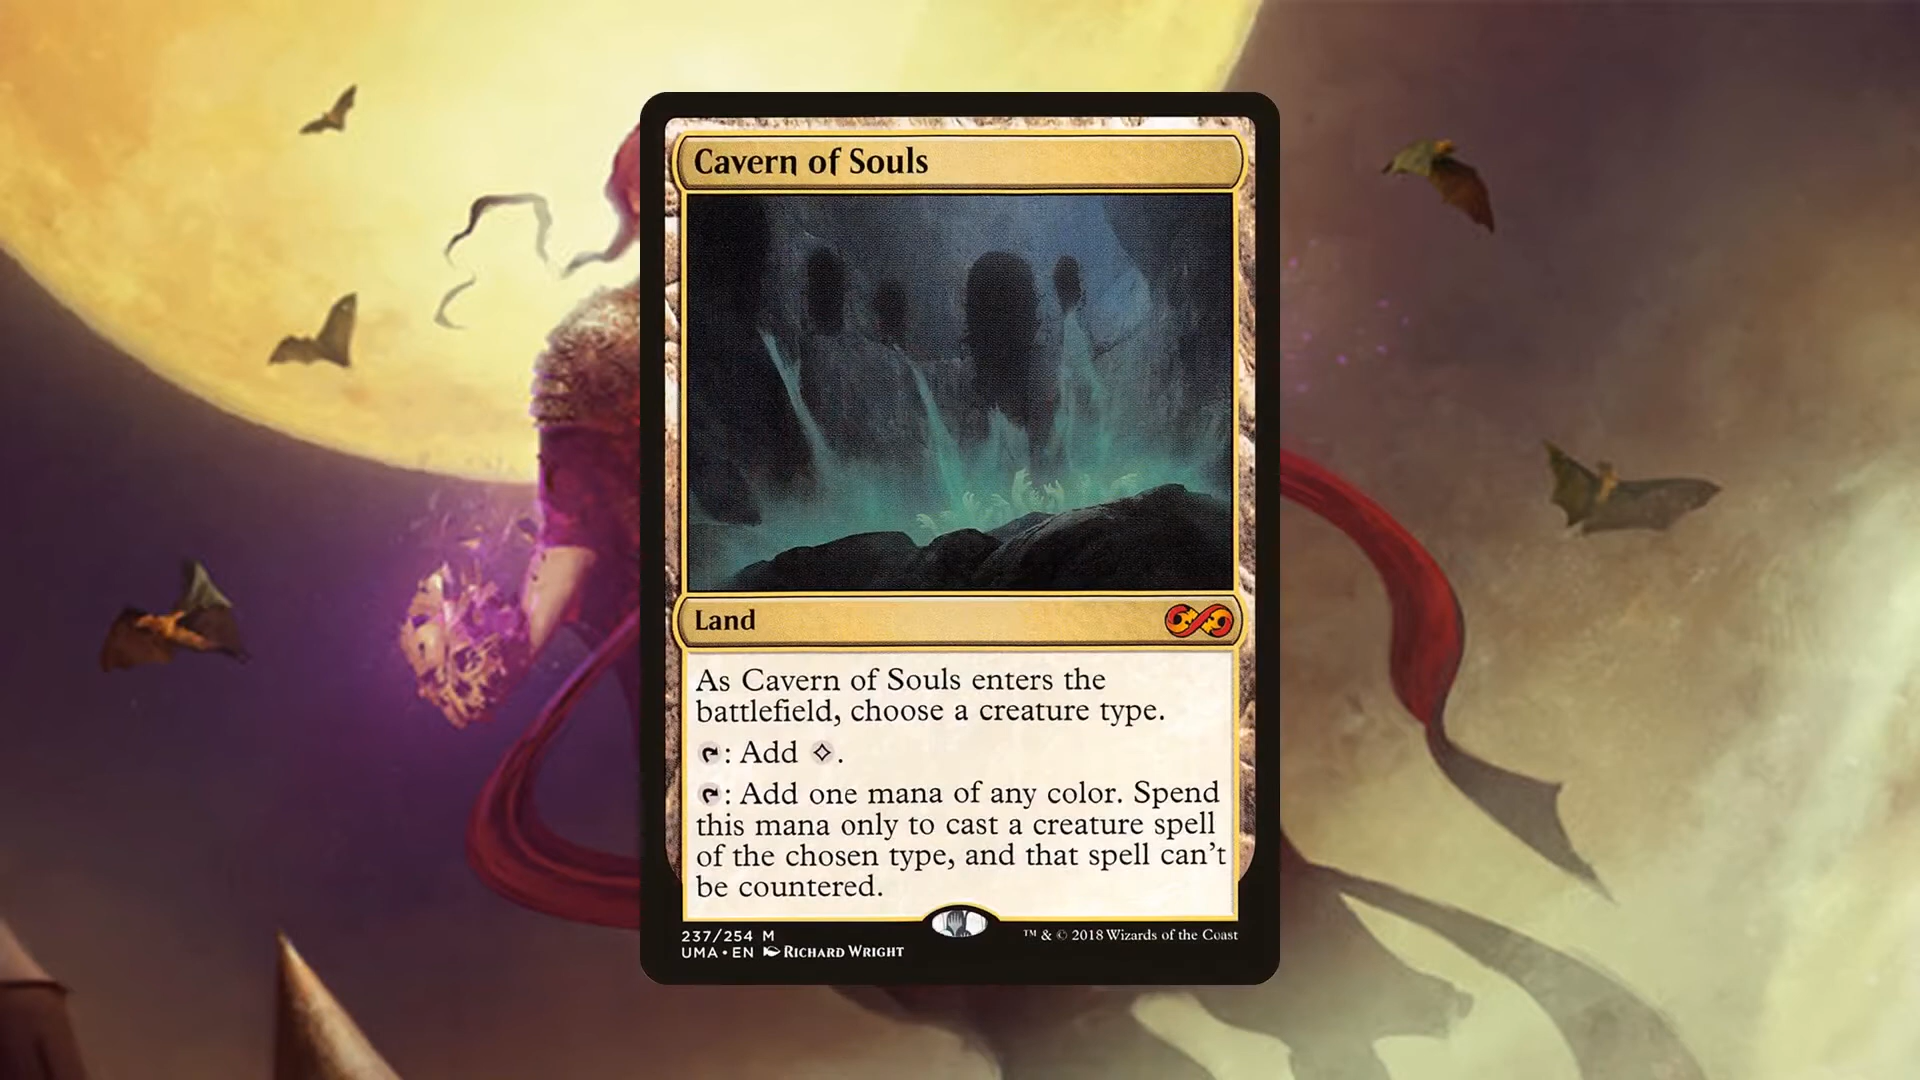 Cavern of Souls
Land
As Cavern of Souls enters the
battlefield, choose a creature type.
: Add .
: Add one mana of any color. Spend
this mana only to cast a creature spell
of the chosen type, and that spell can't
be countered.
237/254 M
UMA • EN RICHARD WRIGHT
™ & © 2018 Wizards of the Coast